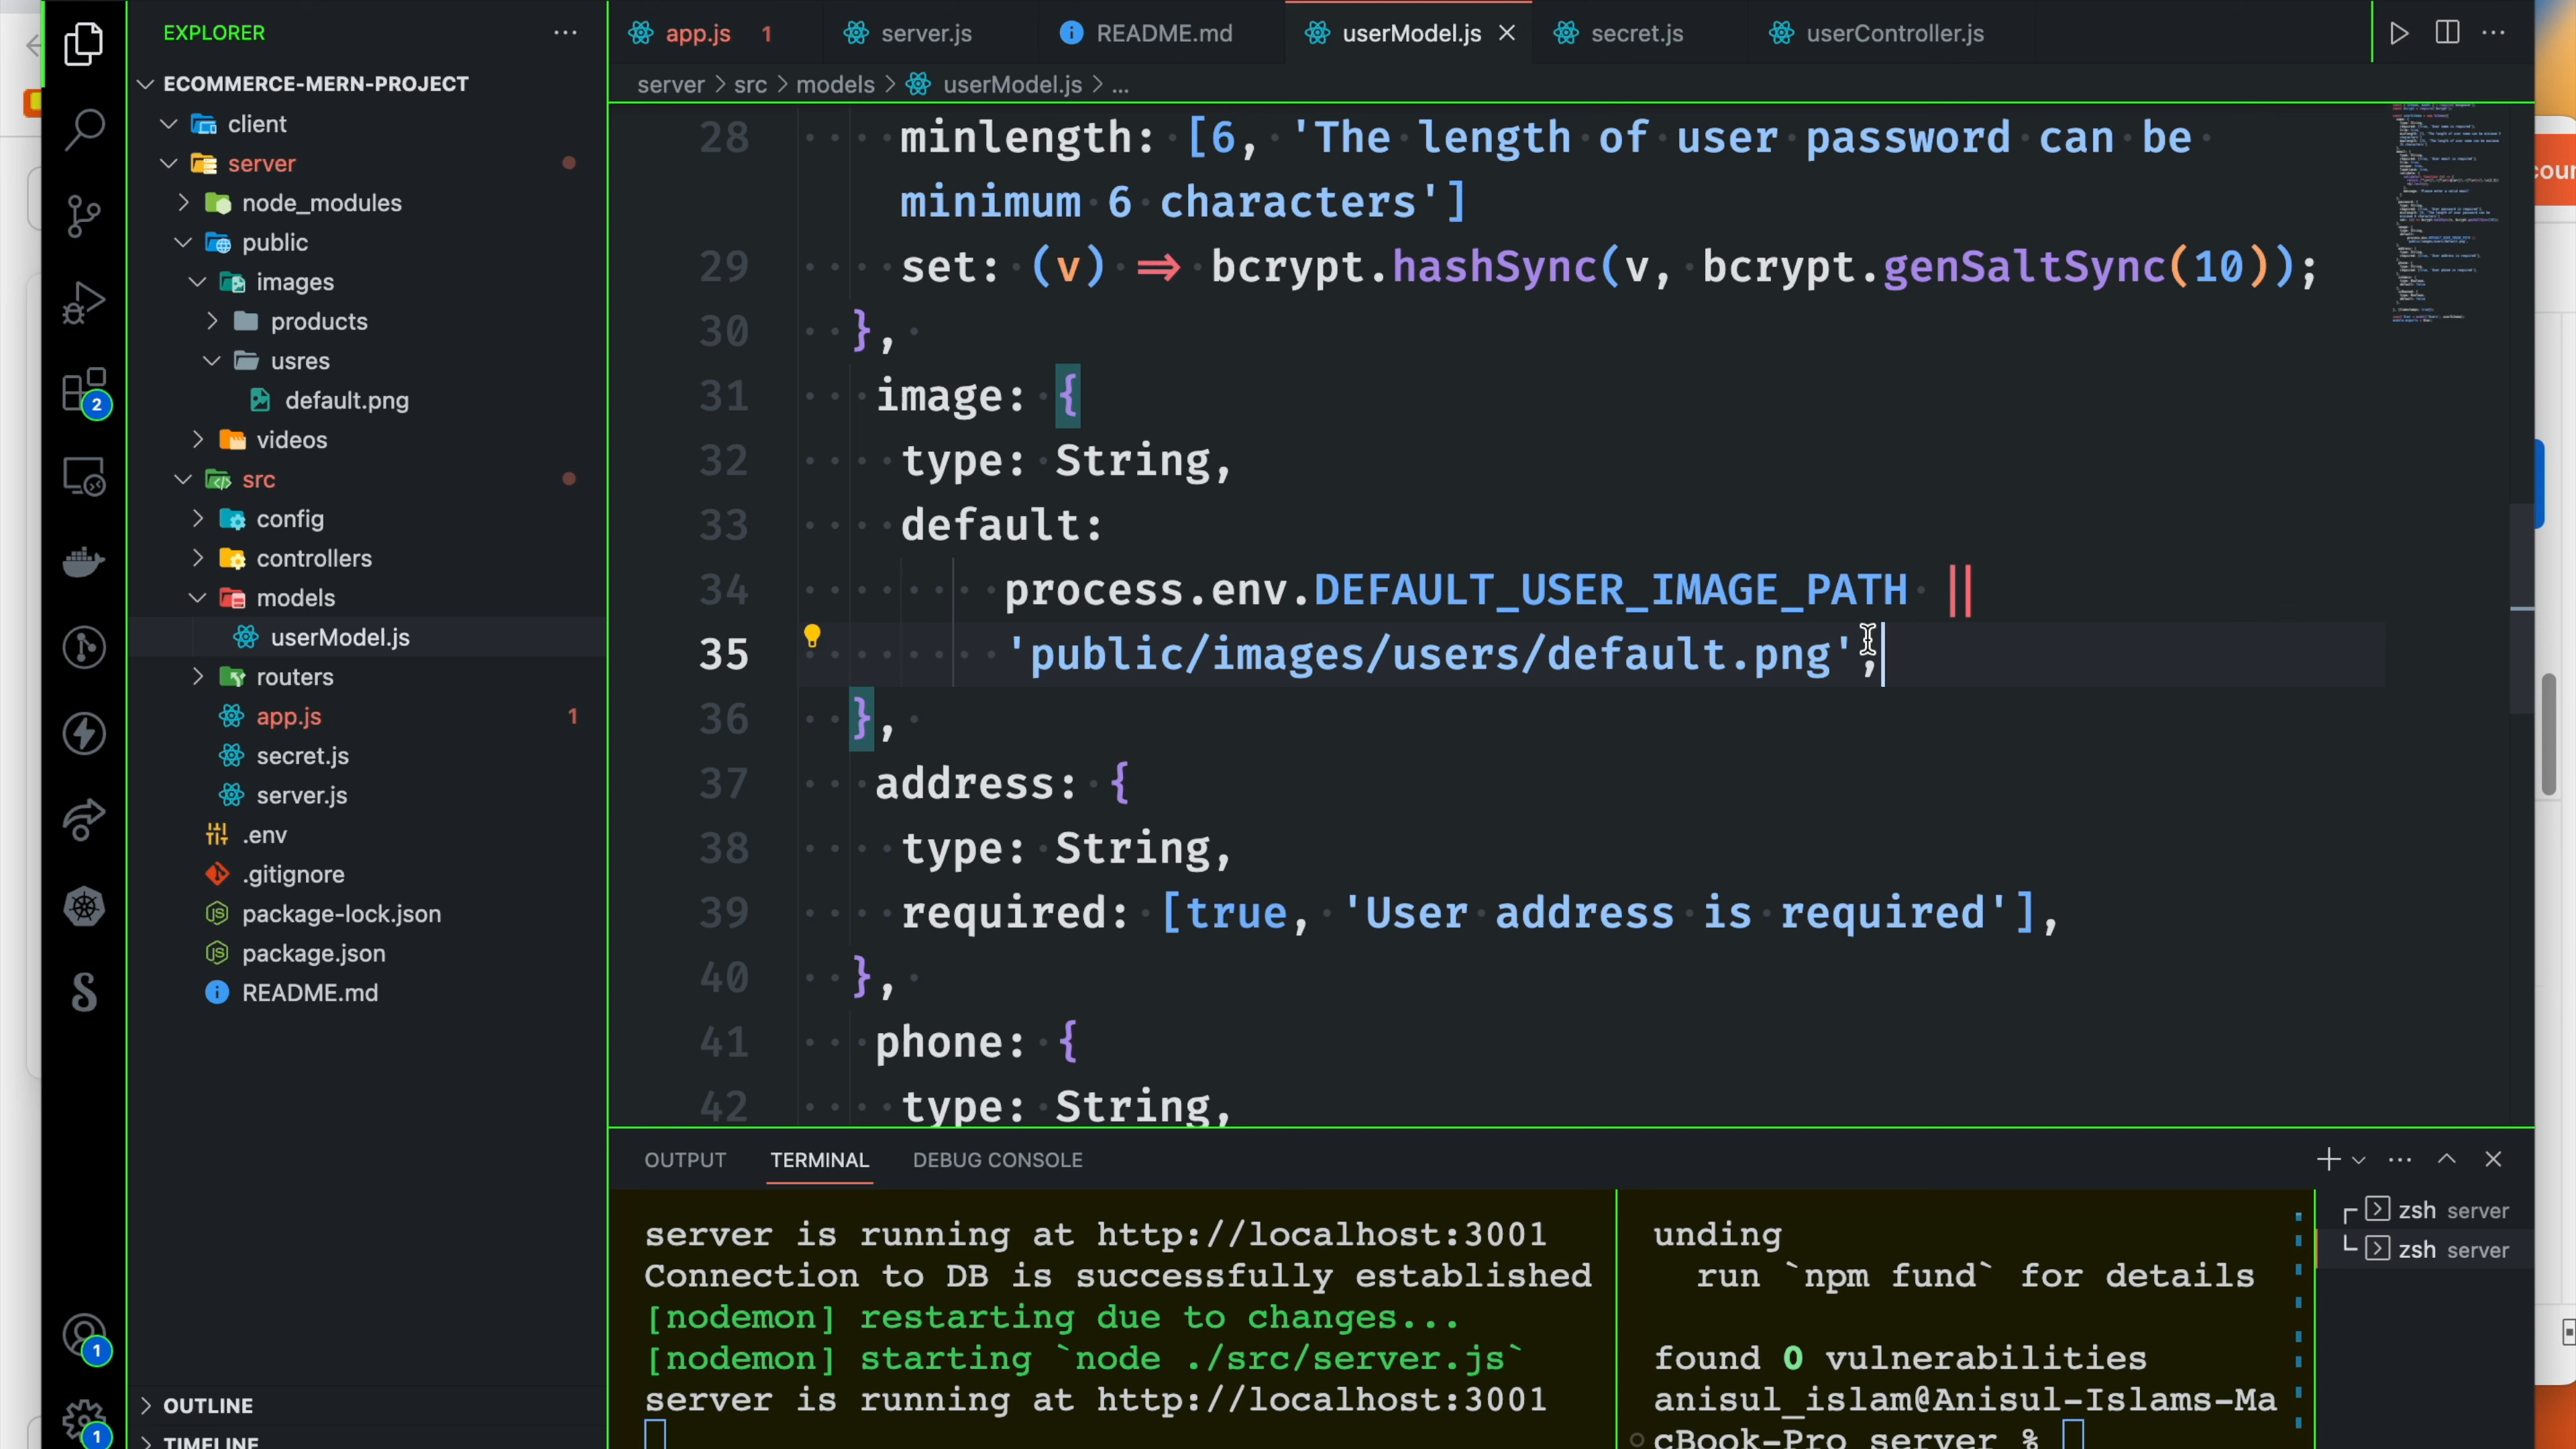 EXPLORER
ECOMMERCE-MERN-PROJECT
client
server
node_modules
public
images
products
usres
default.png
videos
src
config
controllers
models
userModel.js
routers
app.js 1
secret.js
server.js
.env
.gitignore
package-lock.json
package.json
README.md
OUTLINE
TIMELINE
2
1
1
app.js 1
server.js
README.md
userModel.js
secret.js
userController.js
server > src > models > userModel.js > ...
28 minlength: [6, 'The length of user password can be
minimum 6 characters']
29 set: (v) => bcrypt.hashSync(v, bcrypt.genSaltSync(10));
30 },
31 image: {
32 type: String,
33 default:
34 process.env.DEFAULT_USER_IMAGE_PATH ||
35 'public/images/users/default.png';
36 },
37 address: {
38 type: String,
39 required: [true, 'User address is required'],
40 },
41 phone: {
42 type: String,
OUTPUT TERMINAL DEBUG CONSOLE
server is running at http://localhost:3001
Connection to DB is successfully established
[nodemon] restarting due to changes...
[nodemon] starting `node ./src/server.js`
server is running at http://localhost:3001
unding
run `npm fund` for details
found 0 vulnerabilities
anisul_islam@Anisul-Islams-Ma
cBook-Pro server %
zsh server
zsh server